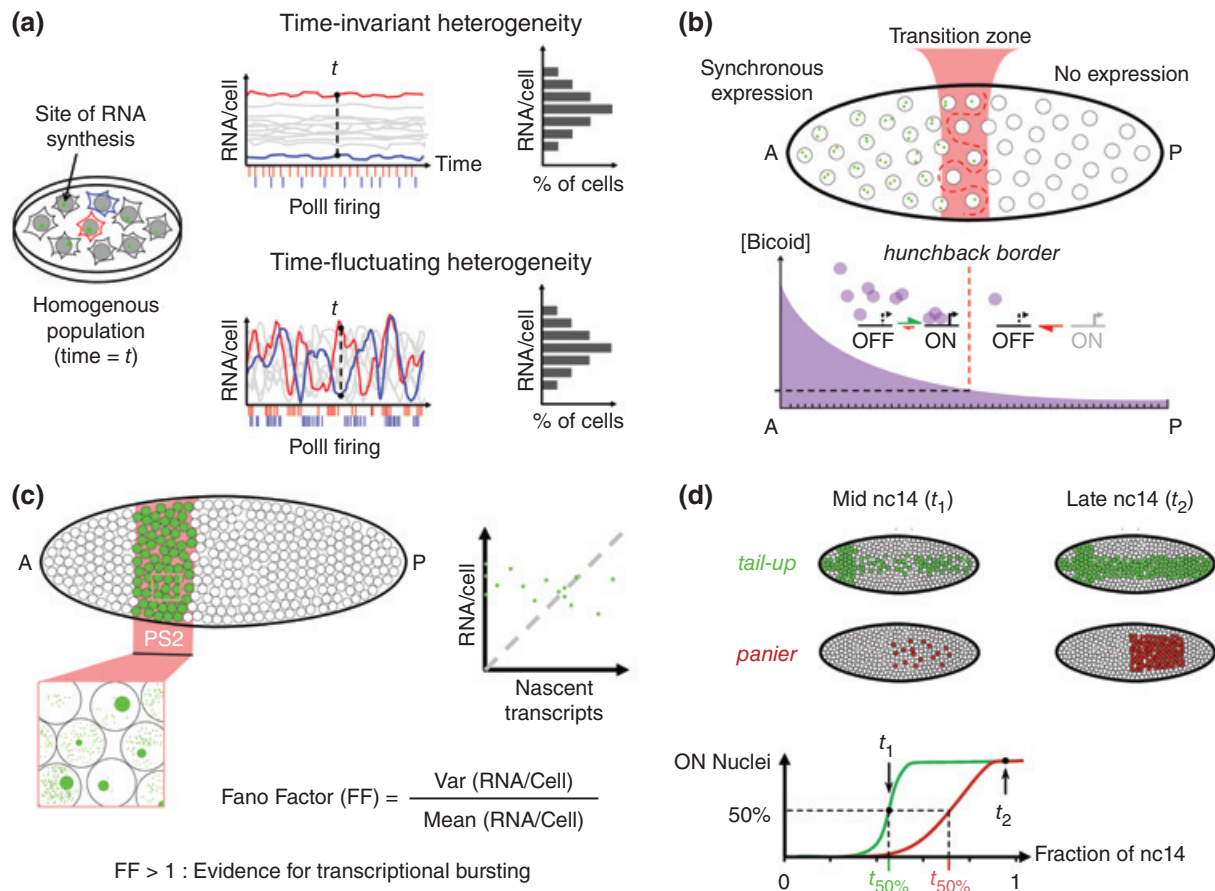 (a)
Time-invariant heterogeneity
Site of RNA
synthesis
RNA/cell
t
Time
PolII firing
RNA/cell
% of cells
Homogenous
population
(time = t)
Time-fluctuating heterogeneity
RNA/cell
t
PolII firing
RNA/cell
% of cells
(b)
Transition zone
Synchronous
expression
No expression
A
P
[Bicoid]
hunchback border
OFF
ON
OFF
ON
A
P
(c)
A
P
PS2
RNA/cell
Nascent
transcripts
Fano Factor (FF) = Var (RNA/Cell)
Mean (RNA/Cell)
FF > 1 : Evidence for transcriptional bursting
(d)
Mid nc14 (t1)
Late nc14 (t2)
tail-up
panier
ON Nuclei
t1
50%
t2
Fraction of nc14
0
t50%
t50%
1